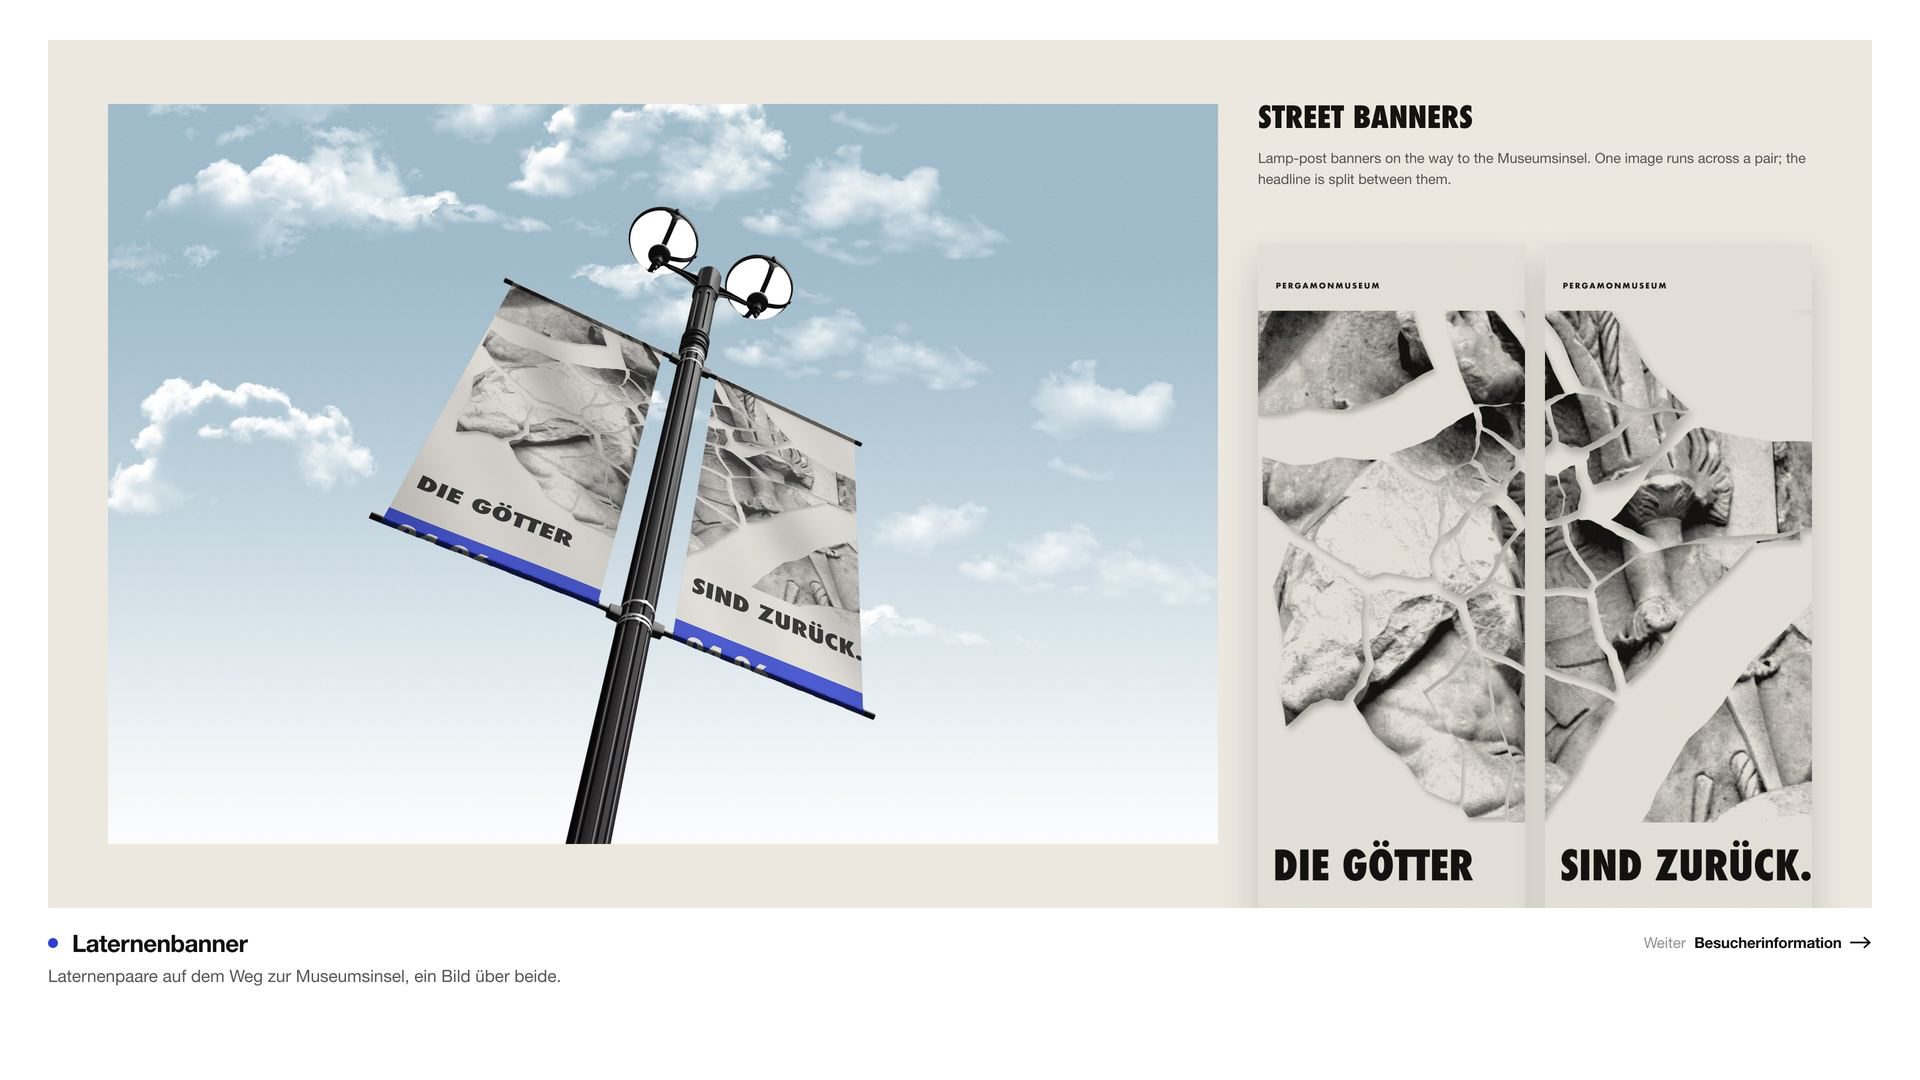 STREET BANNERS
Lamp-post banners on the way to the Museumsinsel. One image runs across a pair; the
headline is split between them.
PERGAMONMUSEUM
PERGAMONMUSEUM
DIE GÖTTER
SIND ZURÜCK.
DIE GÖTTER
SIND ZURÜCK.
Laternenbanner
Laternenpaare auf dem Weg zur Museumsinsel, ein Bild über beide.
Weiter Besucherinformation →